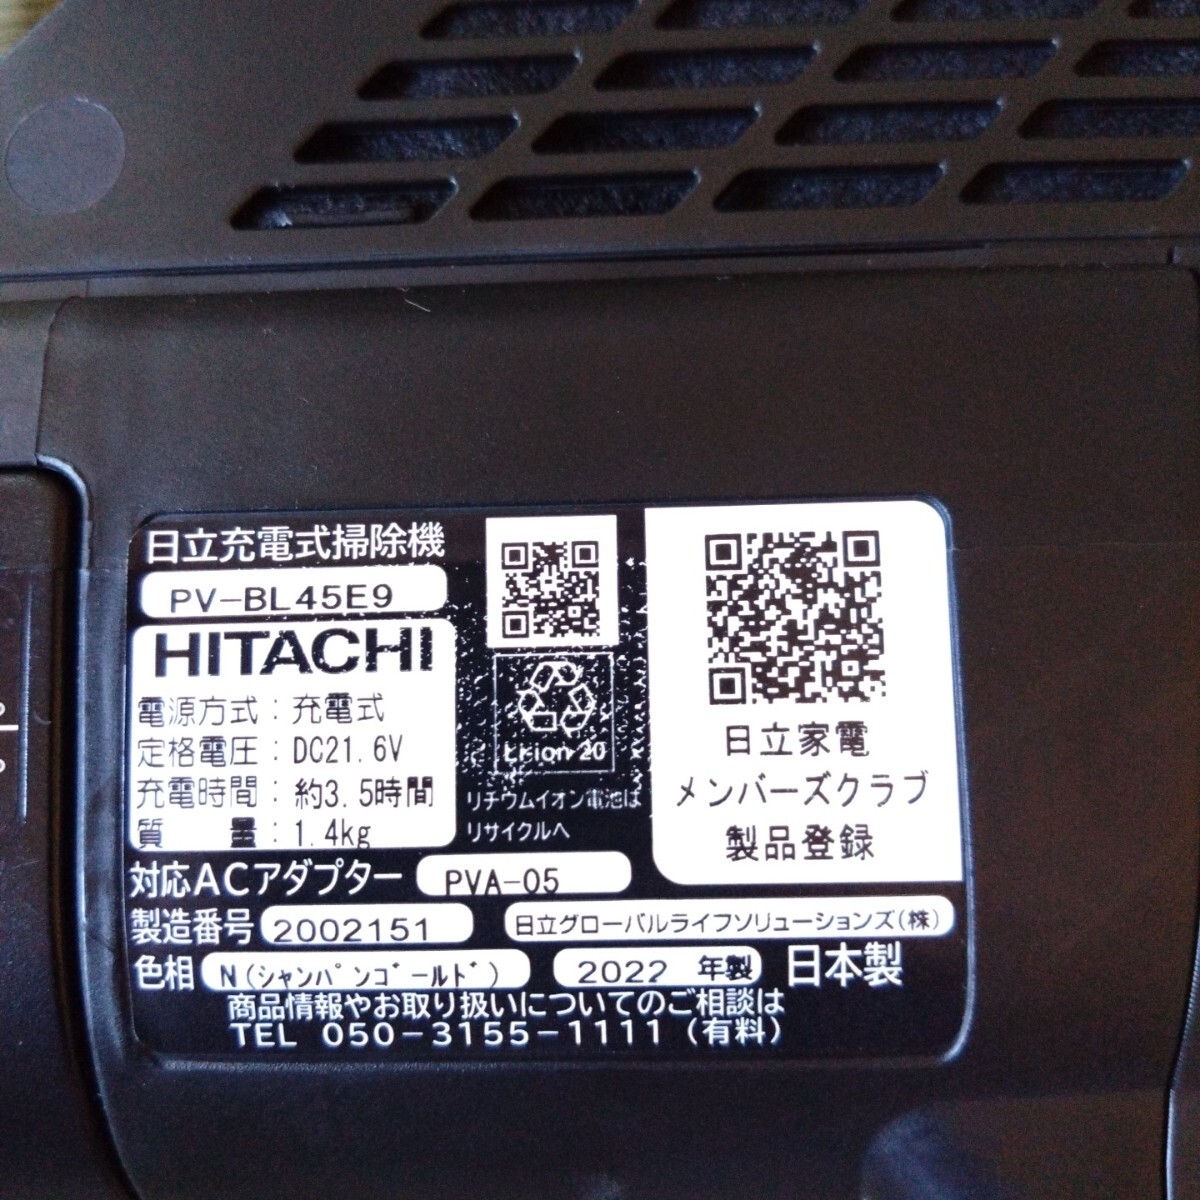 日立充電式掃除機
PV-BL45E9
HITACHI
電源方式：充電式
定格電圧：DC21.6V
充電時間：約3.5時間
質 量：1.4kg
Li-ion 20
リチウムイオン電池は
リサイクルへ
日立家電
メンバーズクラブ
製品登録
対応ACアダプター PVA-05
製造番号 2002151 日立グローバルライフソリューションズ(株)
色相 N(シャンパンゴールド) 2022 年製 日本製
商品情報やお取り扱いについてのご相談は
TEL 050-3155-1111(有料)